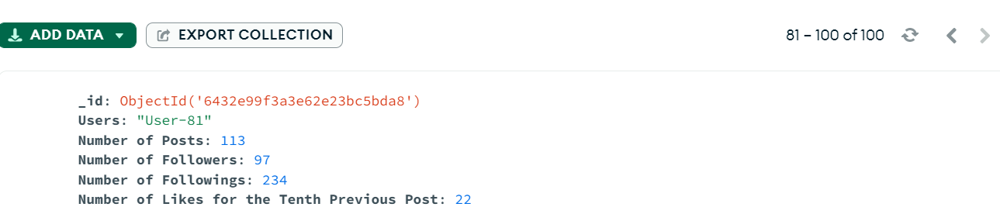 ADD DATA EXPORT COLLECTION 81 – 100 of 100
_id: ObjectId('6432e99f3a3e62e23bc5bda8')
Users: "User-81"
Number of Posts: 113
Number of Followers: 97
Number of Followings: 234
Number of Likes for the Tenth Previous Post: 22